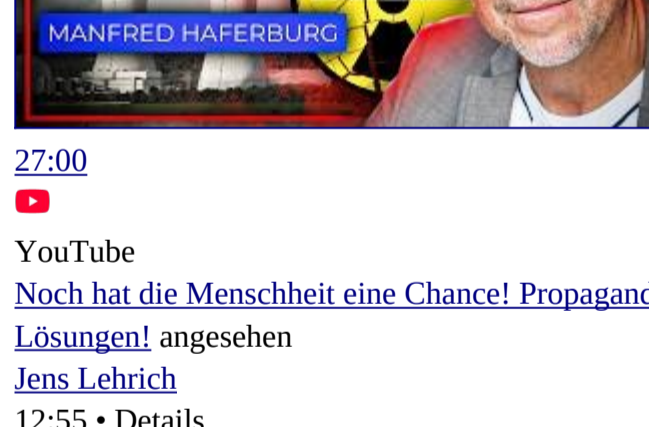 MANFRED HAFERBURG
27:00
YouTube
Noch hat die Menschheit eine Chance! Propagand
Lösungen! angesehen
Jens Lehrich
12:55 • Details